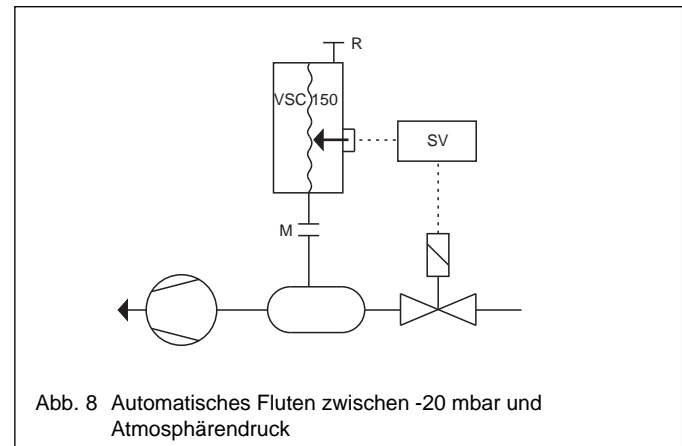 R
VSC 150
SV
M
Abb. 8 Automatisches Fluten zwischen -20 mbar und
Atmosphärendruck